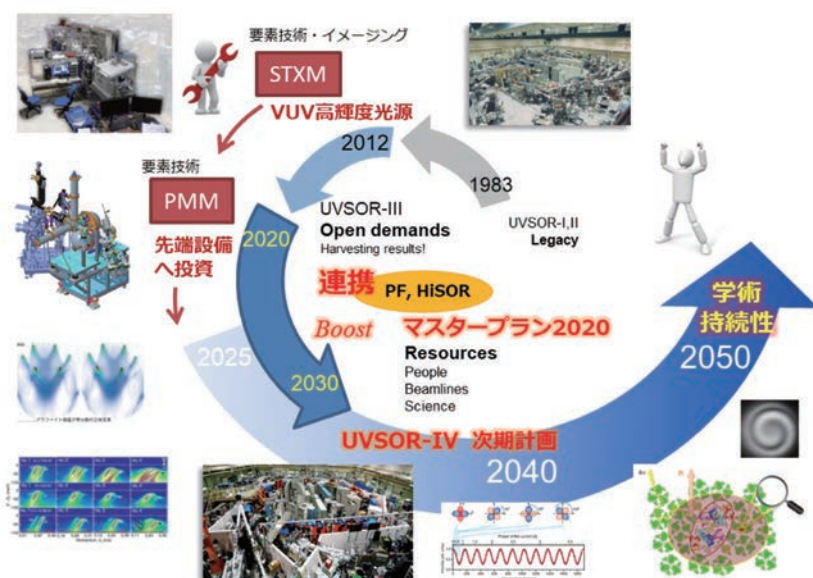 要素技術・イメージング
STXM
VUV高輝度光源
2012
1983
要素技術
PMM
UVSOR-III
Open demands
Harvesting results!
UVSOR-I,II
Legacy
2020
先端設備
へ投資
連携
PF, HiSOR
学術
持続性
Boost
マスタープラン2020
2025
2050
Resources
People
Beamlines
Science
2030
UVSOR-IV 次期計画
2040